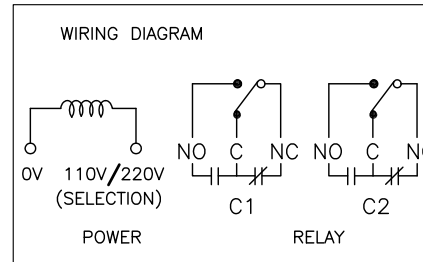 WIRING DIAGRAM
NO C NC NO C
0V 110V/220V
(SELECTION)
C1 C2
POWER RELAY